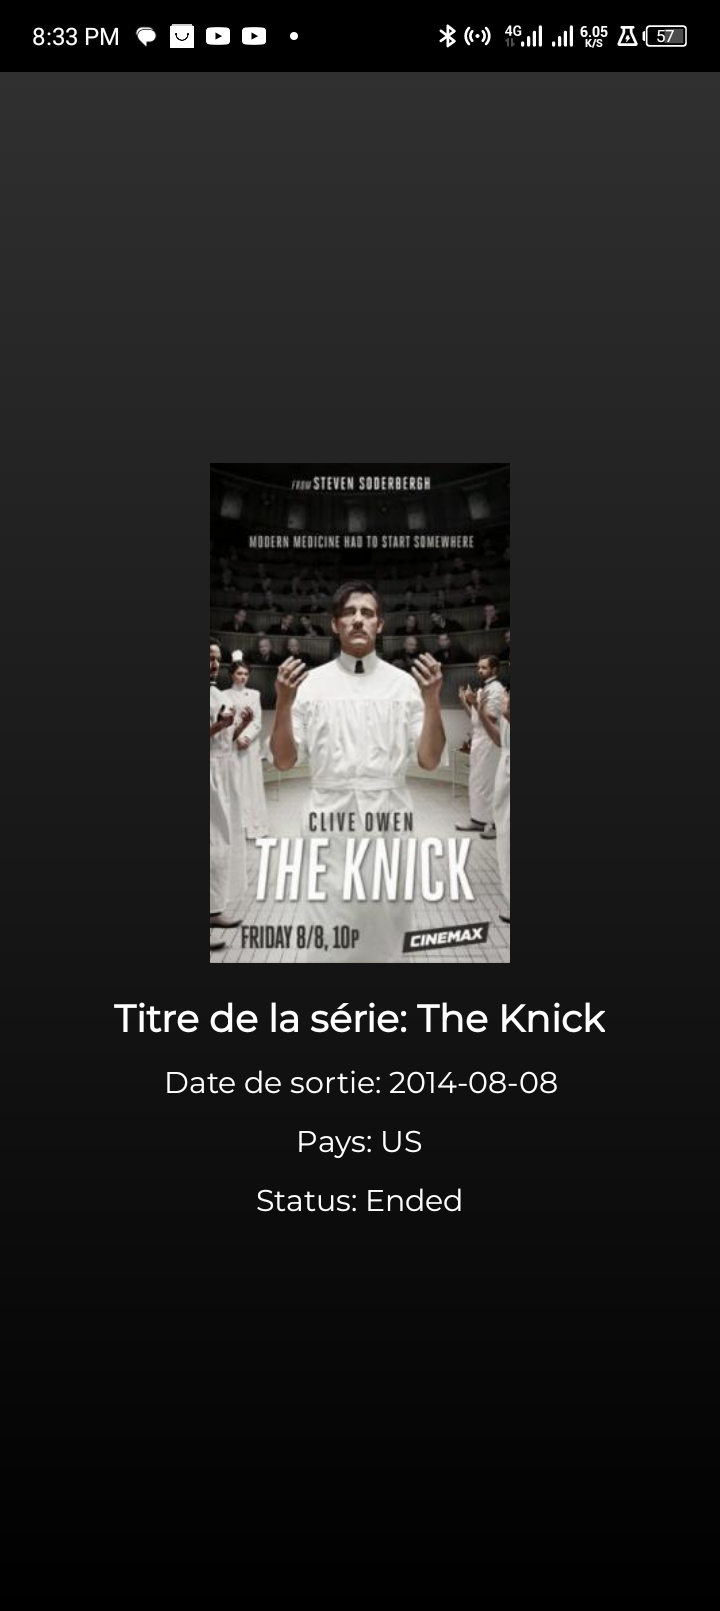 8:33 PM
4G
6.05
K/S
57
FROM STEVEN SODERBERGH
MODERN MEDICINE HAD TO START SOMEWHERE
CLIVE OWEN
THE KNICK
FRIDAY 8/8, 10P
CINEMAX
Titre de la série: The Knick
Date de sortie: 2014-08-08
Pays: US
Status: Ended